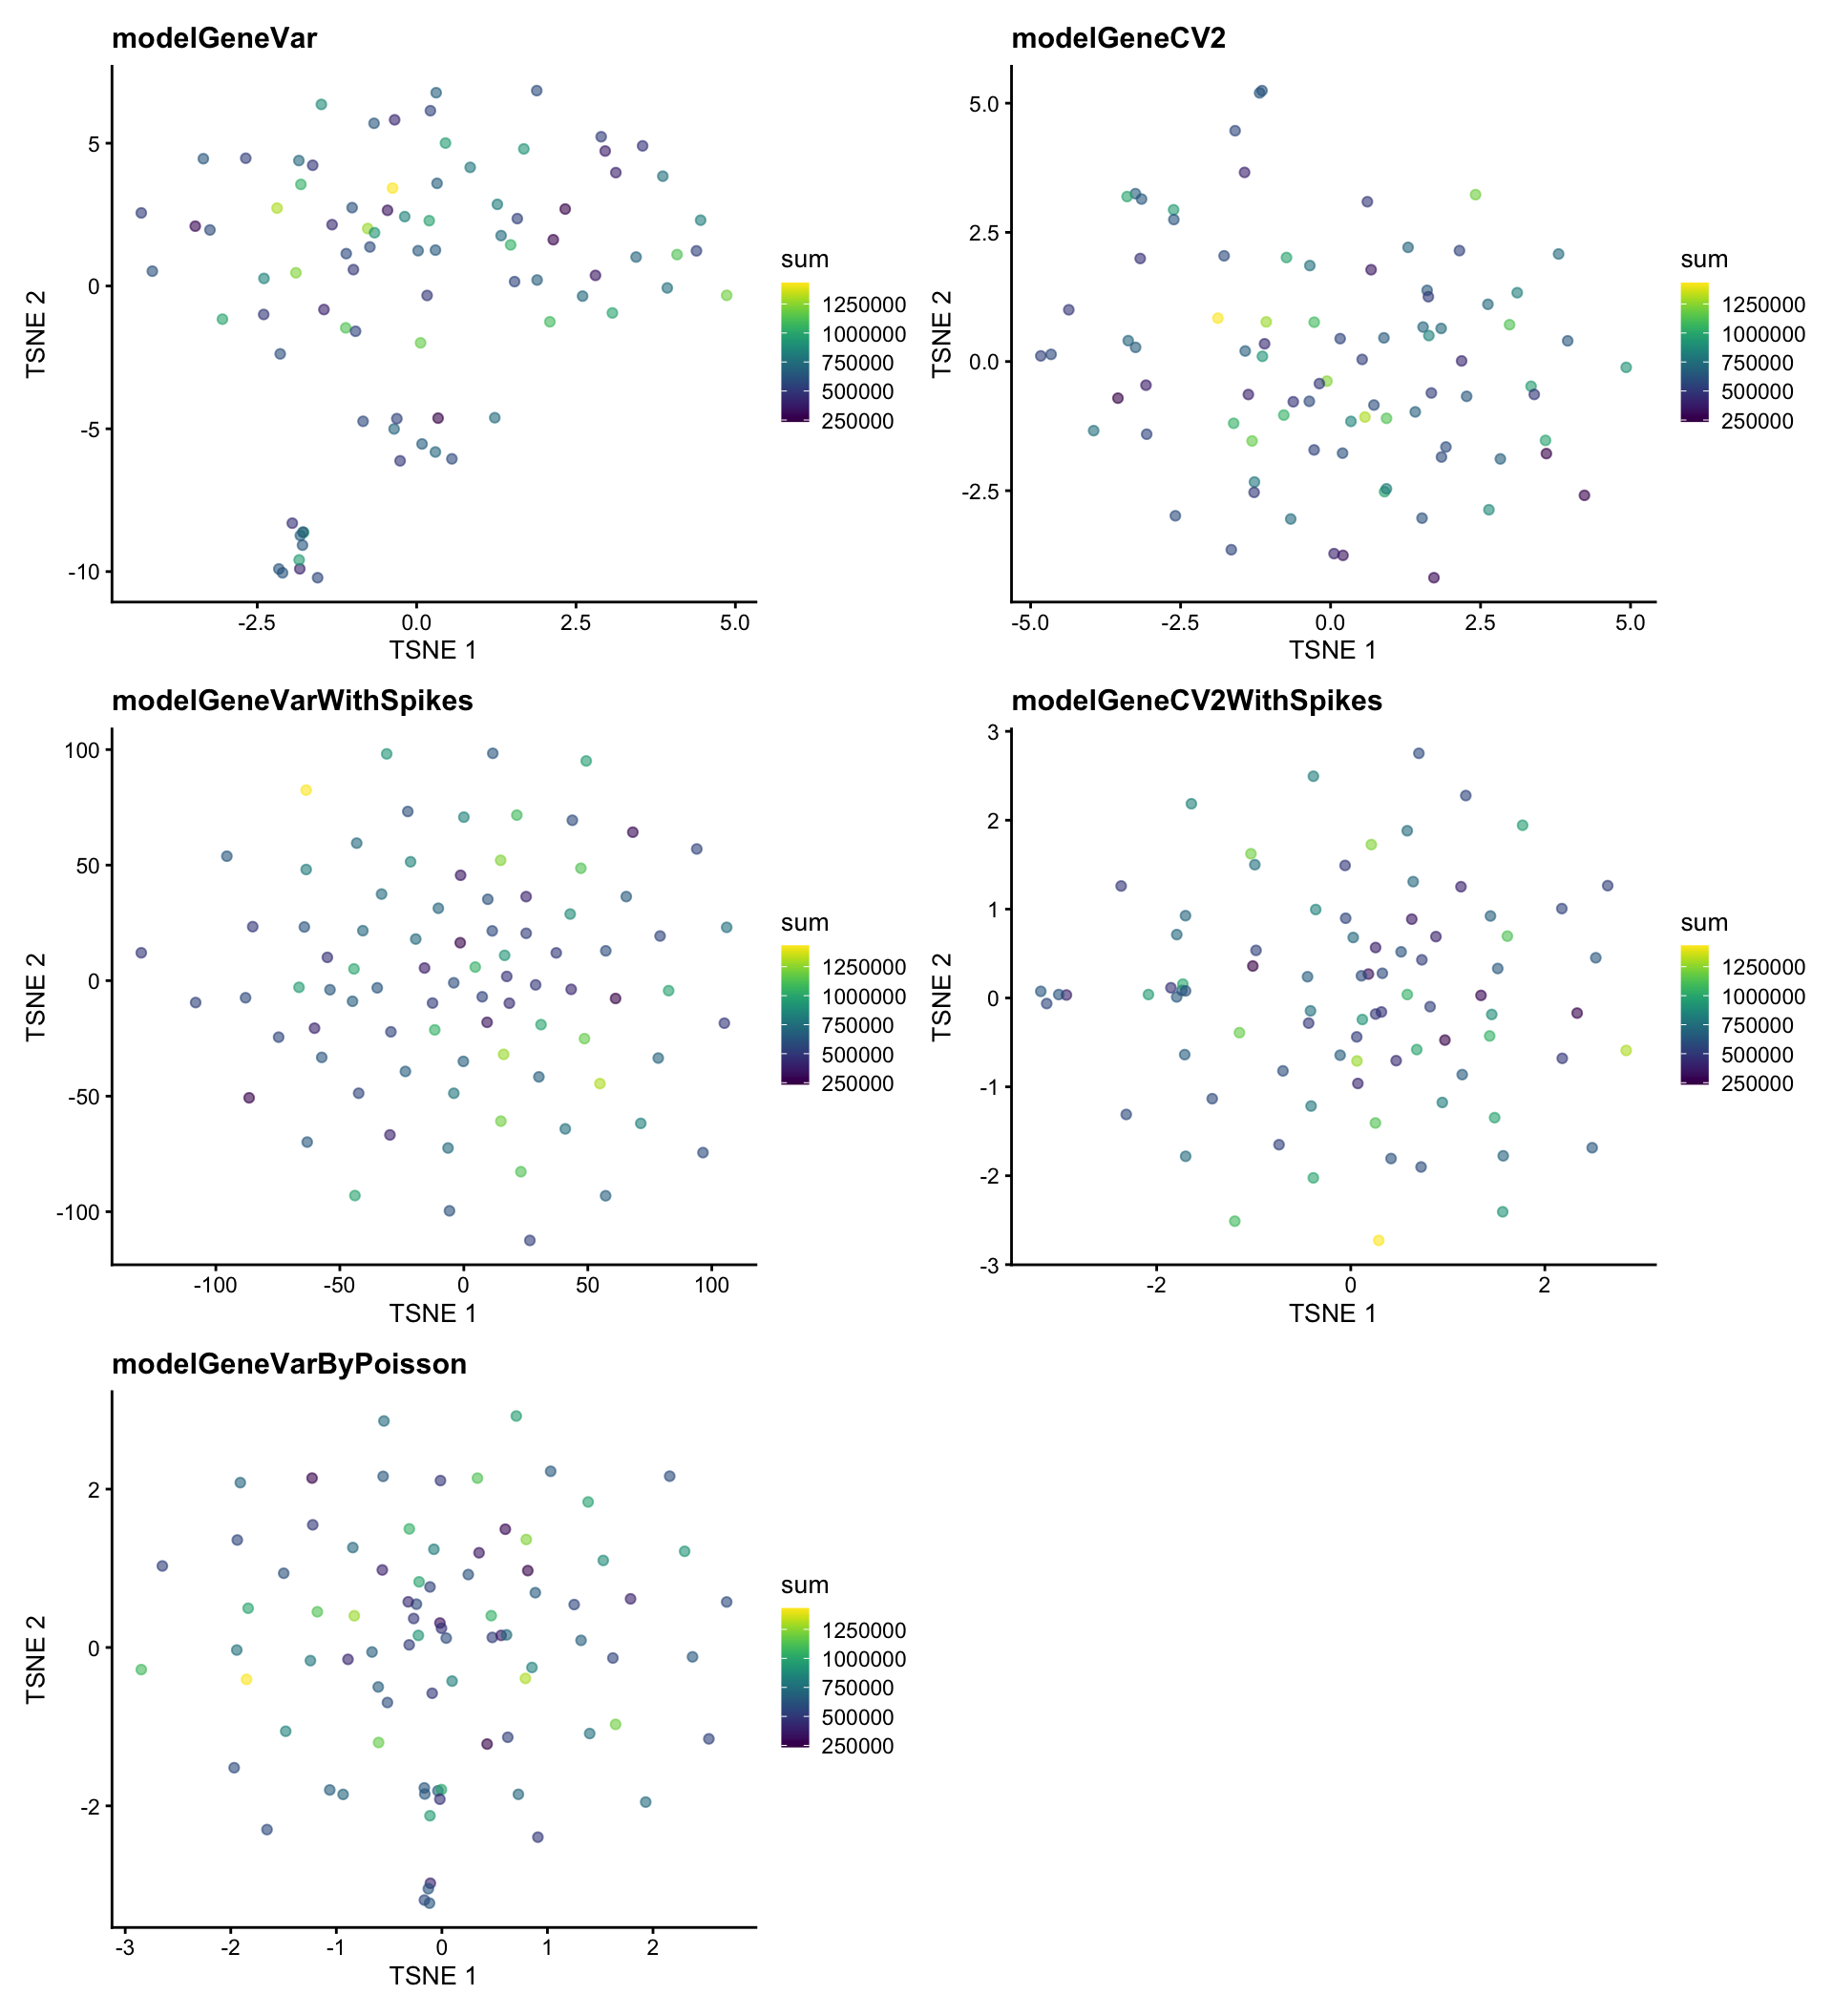 modelGeneVar
TSNE 2
5
0
-5
-10
-2.5 0.0 2.5 5.0
TSNE 1
sum
1250000
1000000
750000
500000
250000
modelGeneCV2
TSNE 2
5.0
2.5
0.0
-2.5
-5.0 -2.5 0.0 2.5 5.0
TSNE 1
sum
1250000
1000000
750000
500000
250000
modelGeneVarWithSpikes
TSNE 2
100
50
0
-50
-100
-100 -50 0 50 100
TSNE 1
sum
1250000
1000000
750000
500000
250000
modelGeneCV2WithSpikes
TSNE 2
3
2
1
0
-1
-2
-3
-2 0 2
TSNE 1
sum
1250000
1000000
750000
500000
250000
modelGeneVarByPoisson
TSNE 2
2
0
-2
-3 -2 -1 0 1 2
TSNE 1
sum
1250000
1000000
750000
500000
250000